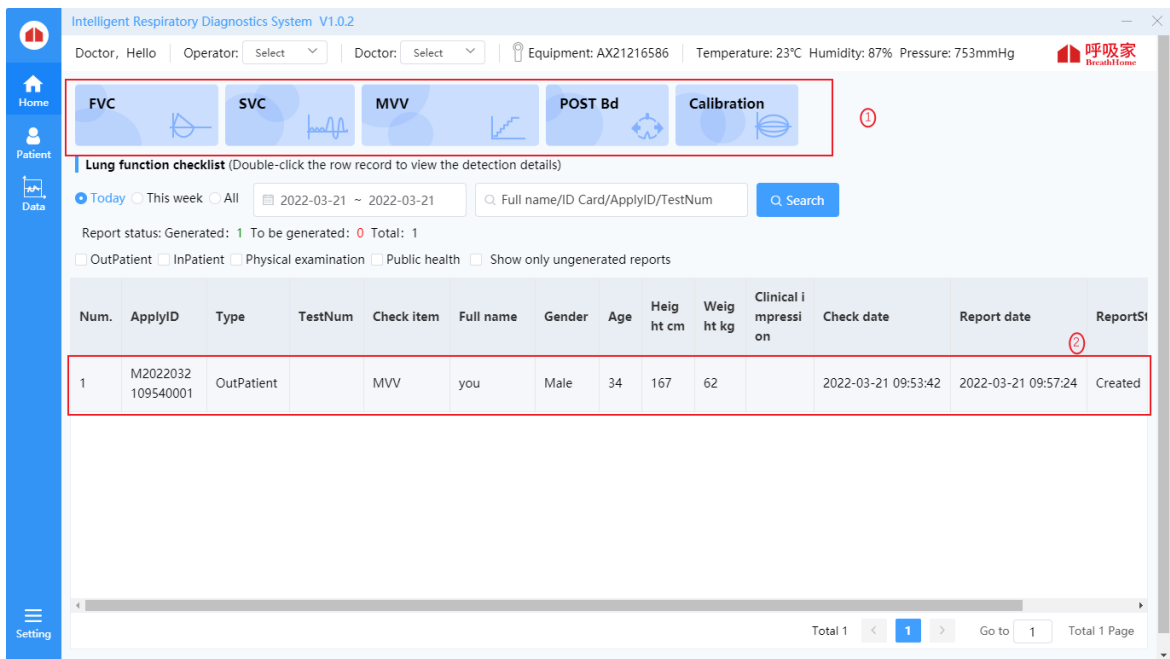 Intelligent Respiratory Diagnostics System V1.0.2
Doctor, Hello Operator: Select Doctor: Select Equipment: AX21216586 Temperature: 23℃ Humidity: 87% Pressure: 753mmHg 呼吸家
BreathHome
Home
Patient
Data
FVC SVC MVV POST Bd Calibration
①
Lung function checklist (Double-click the row record to view the detection details)
Today This week All 2022-03-21 ~ 2022-03-21 Full name/ID Card/ApplyID/TestNum Search
Report status: Generated: 1 To be generated: 0 Total: 1
OutPatient InPatient Physical examination Public health Show only ungenerated reports
Num. ApplyID Type TestNum Check item Full name Gender Age Heig
ht cm Weig
ht kg Clinical i
mpressi
on Check date Report date ReportSt
②
1 M2022032
109540001 OutPatient MVV you Male 34 167 62 2022-03-21 09:53:42 2022-03-21 09:57:24 Created
Total 1 < 1 > Go to 1 Total 1 Page
Setting